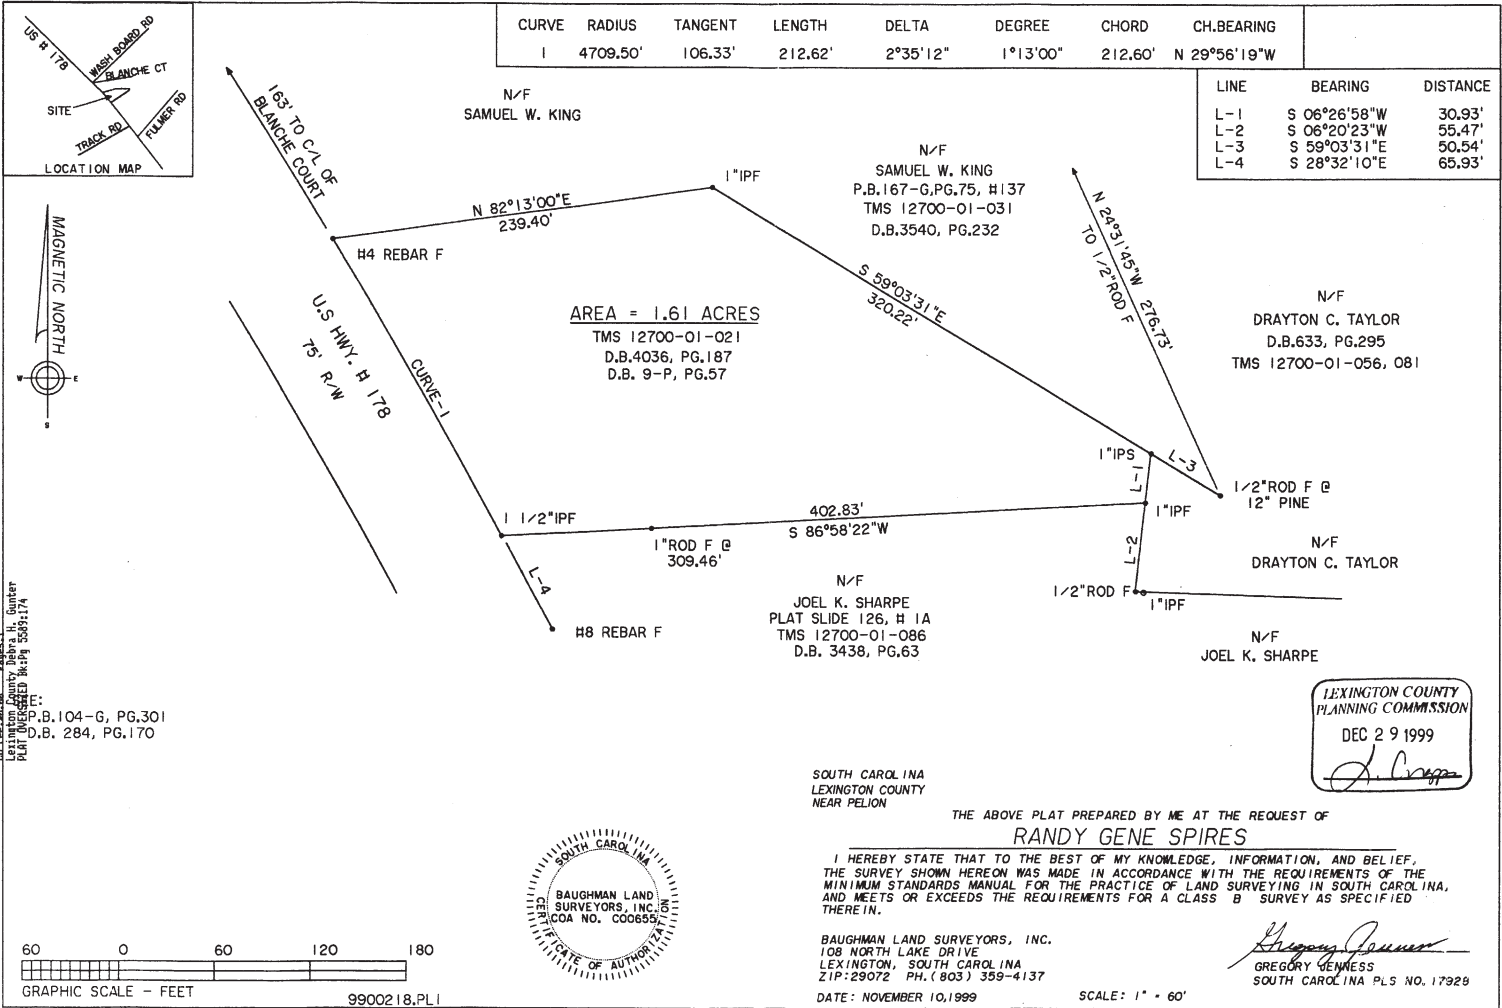 CURVE RADIUS TANGENT LENGTH DELTA DEGREE CHORD CH.BEARING
1 4709.50' 106.33' 212.62' 2°35'12" 1°13'00" 212.60' N 29°56'19"W
LINE BEARING DISTANCE
L-1 S 06°26'58"W 30.93'
L-2 S 06°20'23"W 55.47'
L-3 S 59°03'31"E 50.54'
L-4 S 28°32'10"E 65.93'
US # 178
WASH BOARD RD
BLANCHE CT
SITE
TRACK RD
FULMER RD
LOCATION MAP
MAGNETIC NORTH
W E
S
163' TO C/L OF
BLANCHE COURT
N/F
SAMUEL W. KING
N/F
SAMUEL W. KING
P.B.167-G,PG.75, #137
TMS 12700-01-031
D.B.3540, PG.232
1"IPF
N 82°13'00"E
239.40'
#4 REBAR F
S 59°03'31"E
320.22'
N 24°31'45"W 276.73'
TO 1/2"ROD F
N/F
DRAYTON C. TAYLOR
D.B.633, PG.295
TMS 12700-01-056, 081
AREA = 1.61 ACRES
TMS 12700-01-021
D.B.4036, PG.187
D.B. 9-P, PG.57
U.S HWY. # 178
75' R/W
CURVE-1
1"IPS
L-1
L-3
1/2"ROD F @
12" PINE
1 1/2"IPF
402.83'
S 86°58'22"W
1"IPF
1"ROD F @
309.46'
L-2
N/F
DRAYTON C. TAYLOR
L-4
#8 REBAR F
N/F
JOEL K. SHARPE
PLAT SLIDE 126, # 1A
TMS 12700-01-086
D.B. 3438, PG.63
1/2"ROD F
1"IPF
N/F
JOEL K. SHARPE
Lexington County Debra H. Gunter
PLAT OVERSIZED Bk:Pg 5589:174
P.B.104-G, PG.301
D.B. 284, PG.170
LEXINGTON COUNTY
PLANNING COMMISSION
DEC 29 1999
SOUTH CAROLINA
LEXINGTON COUNTY
NEAR PELION
THE ABOVE PLAT PREPARED BY ME AT THE REQUEST OF
RANDY GENE SPIRES
I HEREBY STATE THAT TO THE BEST OF MY KNOWLEDGE, INFORMATION, AND BELIEF,
THE SURVEY SHOWN HEREON WAS MADE IN ACCORDANCE WITH THE REQUIREMENTS OF THE
MINIMUM STANDARDS MANUAL FOR THE PRACTICE OF LAND SURVEYING IN SOUTH CAROLINA,
AND MEETS OR EXCEEDS THE REQUIREMENTS FOR A CLASS B SURVEY AS SPECIFIED
THEREIN.
SOUTH CAROLINA
BAUGHMAN LAND
SURVEYORS, INC.
COA NO. C00655
CERTIFICATE OF AUTHORIZATION
BAUGHMAN LAND SURVEYORS, INC.
108 NORTH LAKE DRIVE
LEXINGTON, SOUTH CAROLINA
ZIP:29072 PH.(803) 359-4137
DATE: NOVEMBER 10,1999 SCALE: 1" = 60'
GREGORY JENNESS
SOUTH CAROLINA PLS NO. 17928
60 0 60 120 180
GRAPHIC SCALE - FEET
9900218.PL1